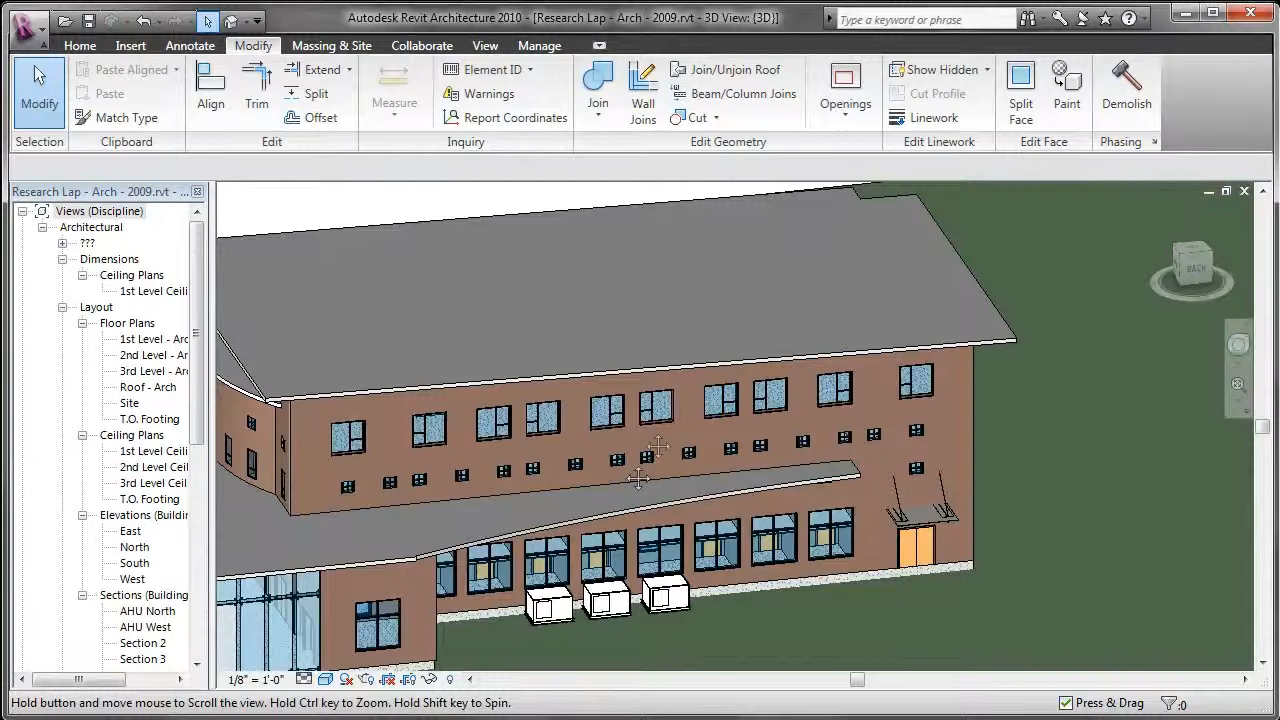 Autodesk Revit Architecture 2010 - [Research Lap - Arch - 2009.rvt - 3D View: {3D}]
Type a keyword or phrase
Home Insert Annotate Modify Massing & Site Collaborate View Manage
Modify
Paste Aligned
Paste
Match Type
Align
Trim
Extend
Split
Offset
Measure
Element ID
Warnings
Report Coordinates
Join
Wall Joins
Join/Unjoin Roof
Beam/Column Joins
Cut
Openings
Show Hidden
Cut Profile
Linework
Split Face
Paint
Demolish
Selection Clipboard Edit Inquiry Edit Geometry Edit Linework Edit Face Phasing
Research Lap - Arch - 2009.rvt - ...
Views (Discipline)
Architectural
???
Dimensions
Ceiling Plans
1st Level Ceili
Layout
Floor Plans
1st Level - Arc
2nd Level - Ar
3rd Level - Arc
Roof - Arch
Site
T.O. Footing
Ceiling Plans
1st Level Ceil
2nd Level Ceil
3rd Level Ceil
T.O. Footing
Elevations (Buildin
East
North
South
West
Sections (Building
AHU North
AHU West
Section 2
Section 3
BACK
1/8" = 1'-0"
Hold button and move mouse to Scroll the view. Hold Ctrl key to Zoom. Hold Shift key to Spin.
Press & Drag
:0